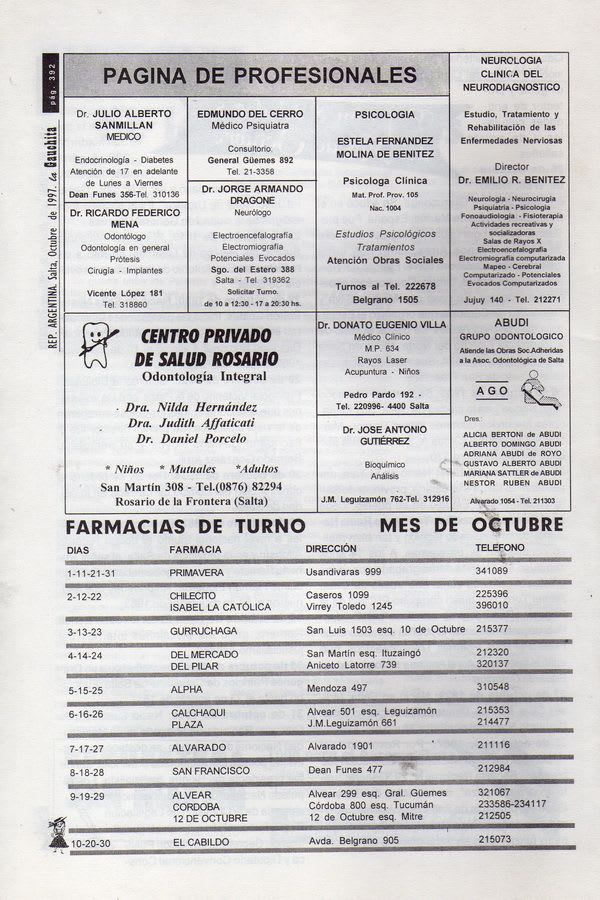 pág. 392
REP. ARGENTINA. Salta, Octubre de 1997. La Gauchita
PAGINA DE PROFESIONALES
Dr. JULIO ALBERTO
SANMILLAN
MEDICO
Endocrinología - Diabetes
Atención de 17 en adelante
de Lunes a Viernes
Dean Funes 356-Tel. 310136
EDMUNDO DEL CERRO
Médico Psiquiatra
Consultorio.
General Güemes 892
Tel. 21-3358
Dr. RICARDO FEDERICO
MENA
Odontólogo
Odontología en general
Prótesis
Cirugía - Implantes
Vicente López 181
Tel. 318860
Dr. JORGE ARMANDO
DRAGONE
Neurólogo
Electroencefalografía
Electromiografía
Potenciales Evocados
Sgo. del Estero 388
Salta - Tel. 319362
Solicitar Turno.
de 10 a 12:30 - 17 a 20:30 hs.
PSICOLOGIA
ESTELA FERNANDEZ
MOLINA DE BENITEZ
Psicologa Clínica
Mat. Prof. Prov. 105
Nac. 1004
Estudios Psicológicos
Tratamientos
Atención Obras Sociales
Turnos al Tel. 222678
Belgrano 1505
NEUROLOGIA
CLINICA DEL
NEURODIAGNOSTICO
Estudio, Tratamiento y
Rehabilitación de las
Enfermedades Nerviosas
Director
Dr. EMILIO R. BENITEZ
Neurología - Neurocirugía
Psiquiatría - Psicología
Fonoaudiología - Fisioterapia
Actividades recreativas y
socializadoras
Salas de Rayos X
Electroencefalografía
Electromiografía computarizada
Mapeo - Cerebral
Computarizado - Potenciales
Evocados Computarizados
Jujuy 140 - Tel. 212271
CENTRO PRIVADO
DE SALUD ROSARIO
Odontología Integral
Dra. Nilda Hernández
Dra. Judith Affaticati
Dr. Daniel Porcelo
* Niños * Mutuales *Adultos
San Martín 308 - Tel.(0876) 82294
Rosario de la Frontera (Salta)
Dr. DONATO EUGENIO VILLA
Médico Clínico
M.P. 634
Rayos Laser
Acupuntura - Niños
Pedro Pardo 192 -
Tel. 220996- 4400 Salta
Dr. JOSE ANTONIO
GUTIÉRREZ
Bioquímico
Análisis
J.M. Leguizamón 762-Tel. 312916
ABUDI
GRUPO ODONTOLOGICO
Atiende las Obras Soc.Adheridas
a la Asoc. Odontológica de Salta
AGO
Dres.:
ALICIA BERTONI de ABUDI
ALBERTO DOMINGO ABUDI
ADRIANA ABUDI de ROYO
GUSTAVO ALBERTO ABUDI
MARIANA SATTLER de ABUDI
NESTOR RUBEN ABUDI
Alvarado 1054 - Tel. 211303
FARMACIAS DE TURNO MES DE OCTUBRE
DIAS FARMACIA DIRECCIÓN TELEFONO
1-11-21-31 PRIMAVERA Usandivaras 999 341089
2-12-22 CHILECITO Caseros 1099 225396
ISABEL LA CATÓLICA Virrey Toledo 1245 396010
3-13-23 GURRUCHAGA San Luis 1503 esq. 10 de Octubre 215377
4-14-24 DEL MERCADO San Martín esq. Ituzaingó 212320
DEL PILAR Aniceto Latorre 739 320137
5-15-25 ALPHA Mendoza 497 310548
6-16-26 CALCHAQUI Alvear 501 esq. Leguizamón 215353
PLAZA J.M.Leguizamón 661 214477
7-17-27 ALVARADO Alvarado 1901 211116
8-18-28 SAN FRANCISCO Dean Funes 477 212984
9-19-29 ALVEAR Alvear 299 esq. Gral. Güemes 321067
CORDOBA Córdoba 800 esq. Tucumán 233586-234117
12 DE OCTUBRE 12 de Octubre esq. Mitre 212505
10-20-30 EL CABILDO Avda. Belgrano 905 215073